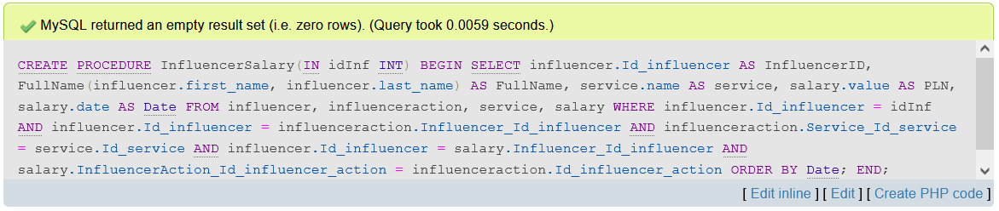 MySQL returned an empty result set (i.e. zero rows). (Query took 0.0059 seconds.)
CREATE PROCEDURE InfluencerSalary(IN idInf INT) BEGIN SELECT influencer.Id_influencer AS InfluencerID,
FullName(influencer.first_name, influencer.last_name) AS FullName, service.name AS service, salary.value AS PLN,
salary.date AS Date FROM influencer, influenceraction, service, salary WHERE influencer.Id_influencer = idInf
AND influencer.Id_influencer = influenceraction.Influencer_Id_influencer AND influenceraction.Service_Id_service
= service.Id_service AND influencer.Id_influencer = salary.Influencer_Id_influencer AND
salary.InfluencerAction_Id_influencer_action = influenceraction.Id_influencer_action ORDER BY Date; END;
[ Edit inline ] [ Edit ] [ Create PHP code ]